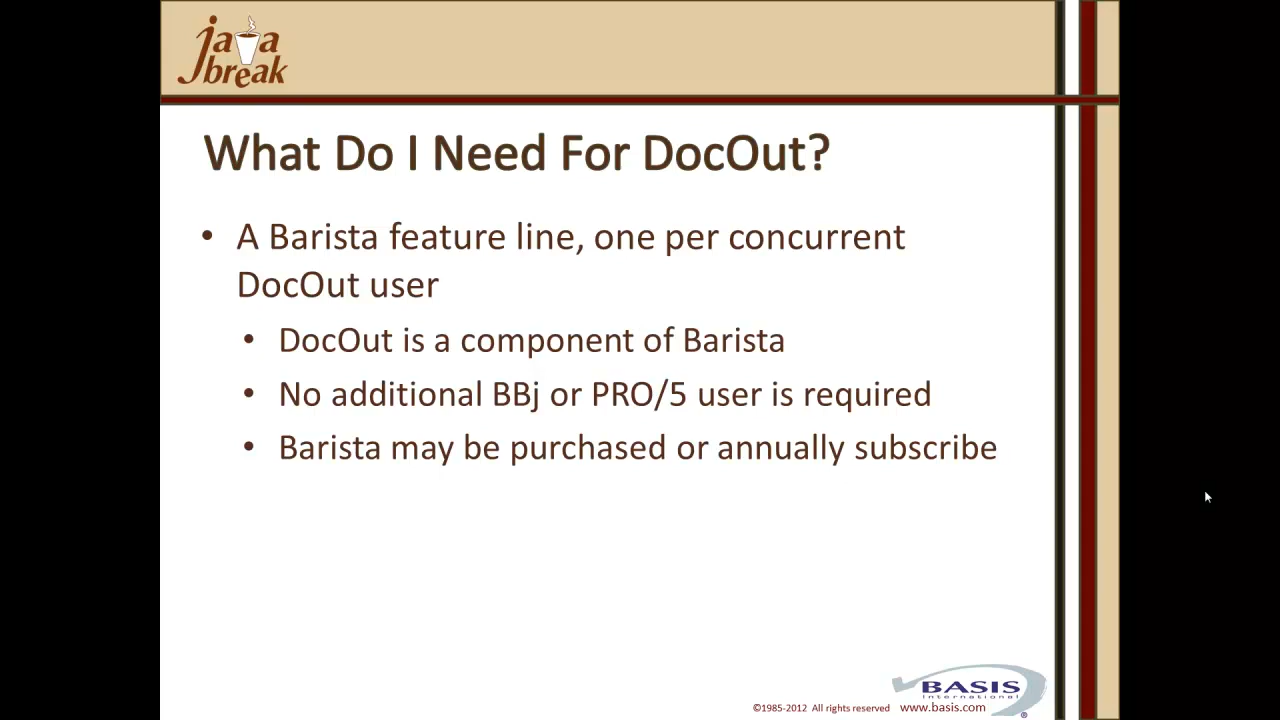 java
break
What Do I Need For DocOut?
• A Barista feature line, one per concurrent
DocOut user
• DocOut is a component of Barista
• No additional BBj or PRO/5 user is required
• Barista may be purchased or annually subscribe
BASIS
International
®
©1985-2012 All rights reserved www.basis.com